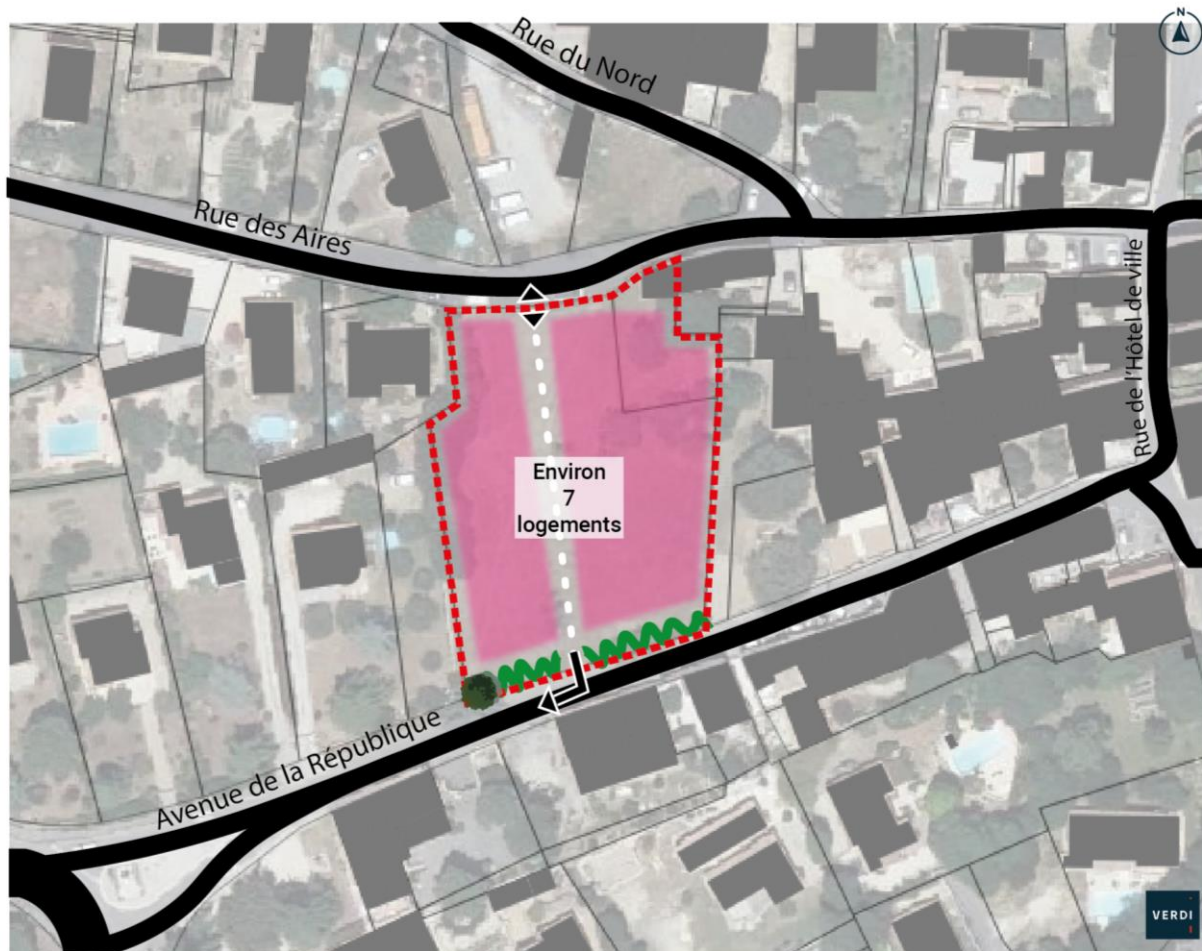 N
Rue du Nord
Rue des Aires
Rue de l'Hôtel de ville
Environ
7
logements
Avenue de la République
VERDI